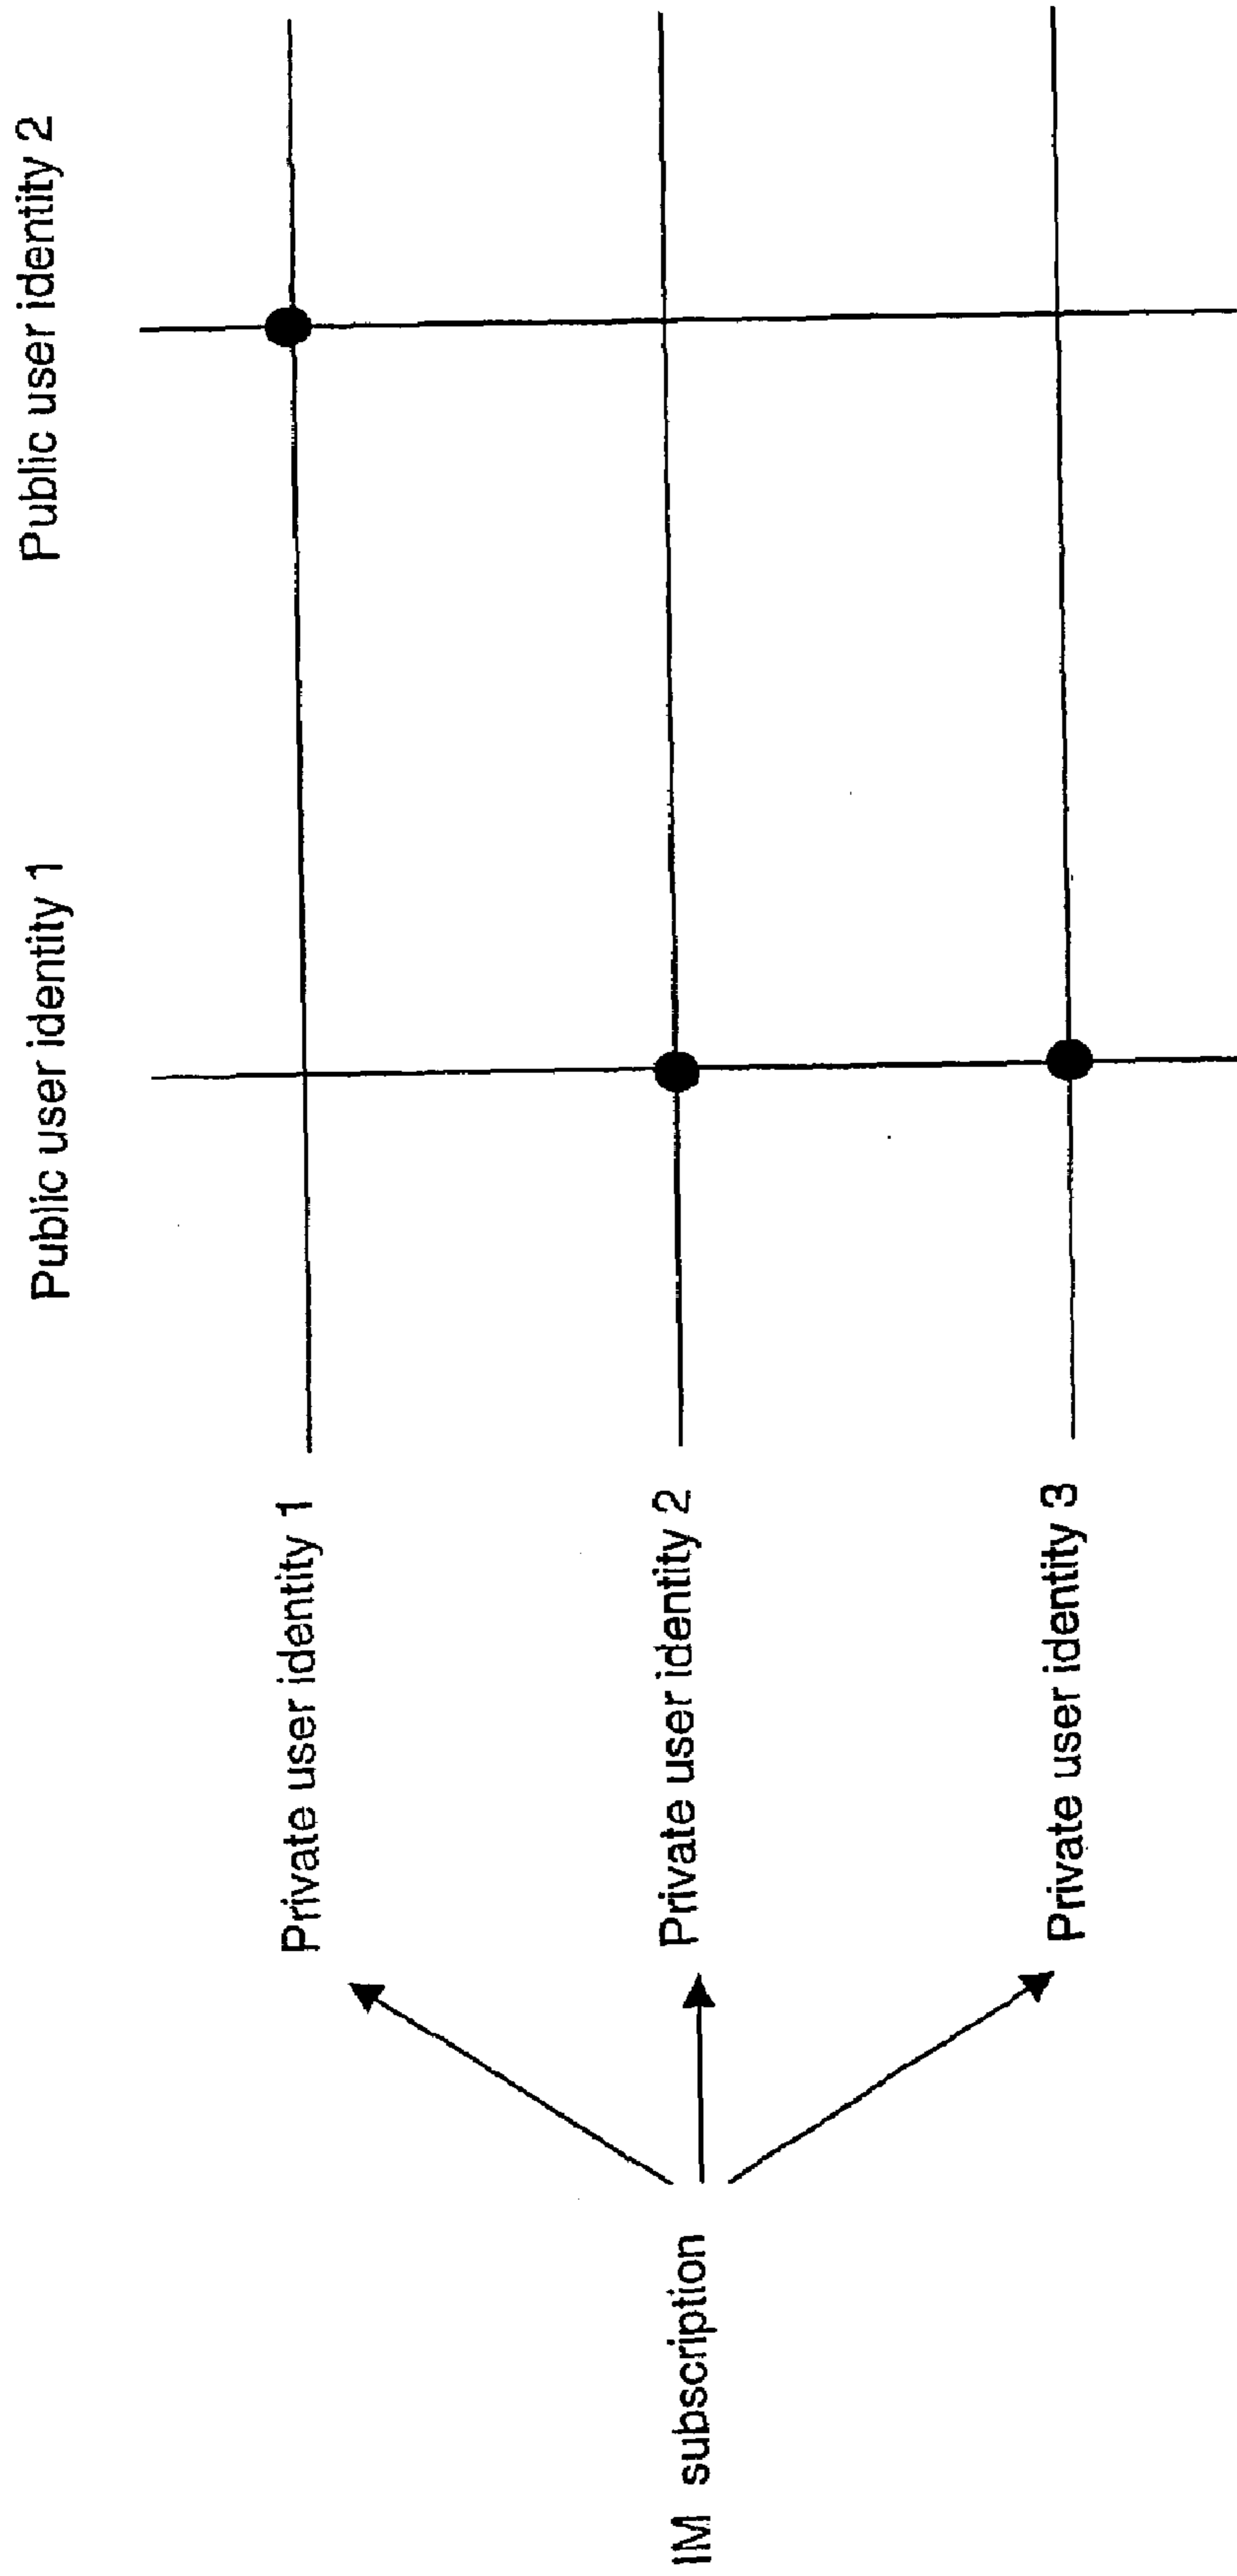 Public user identity 1
Public user identity 2
Private user identity 1
Private user identity 2
Private user identity 3
IM subscription